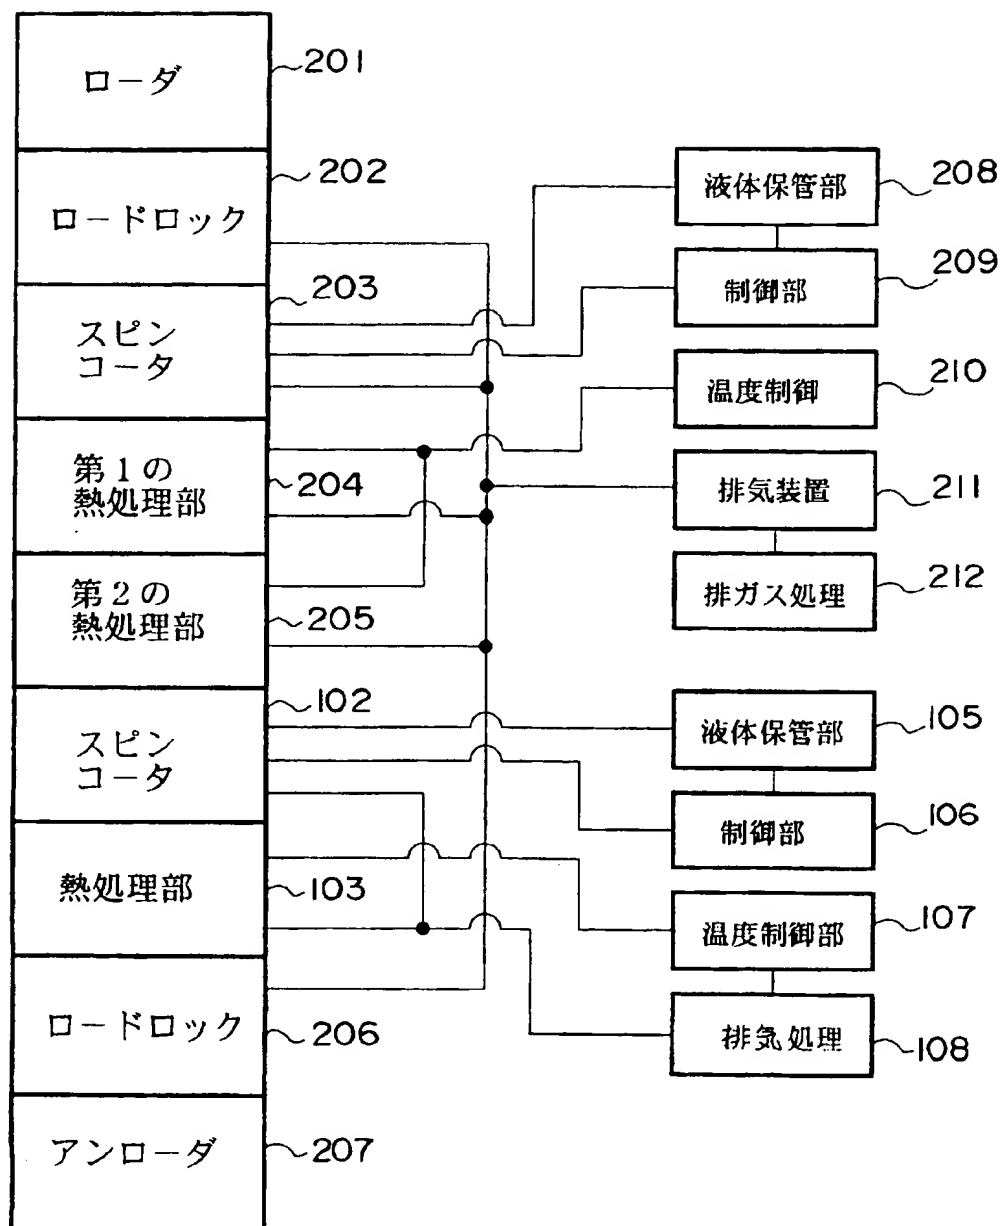 ローダ
201
ロードロック
202
スピン
コータ
203
第1の
熱処理部
204
第2の
熱処理部
205
スピン
コータ
102
熱処理部
103
ロードロック
206
アンローダ
207
液体保管部
208
制御部
209
温度制御
210
排気装置
211
排ガス処理
212
液体保管部
105
制御部
106
温度制御部
107
排気処理
108